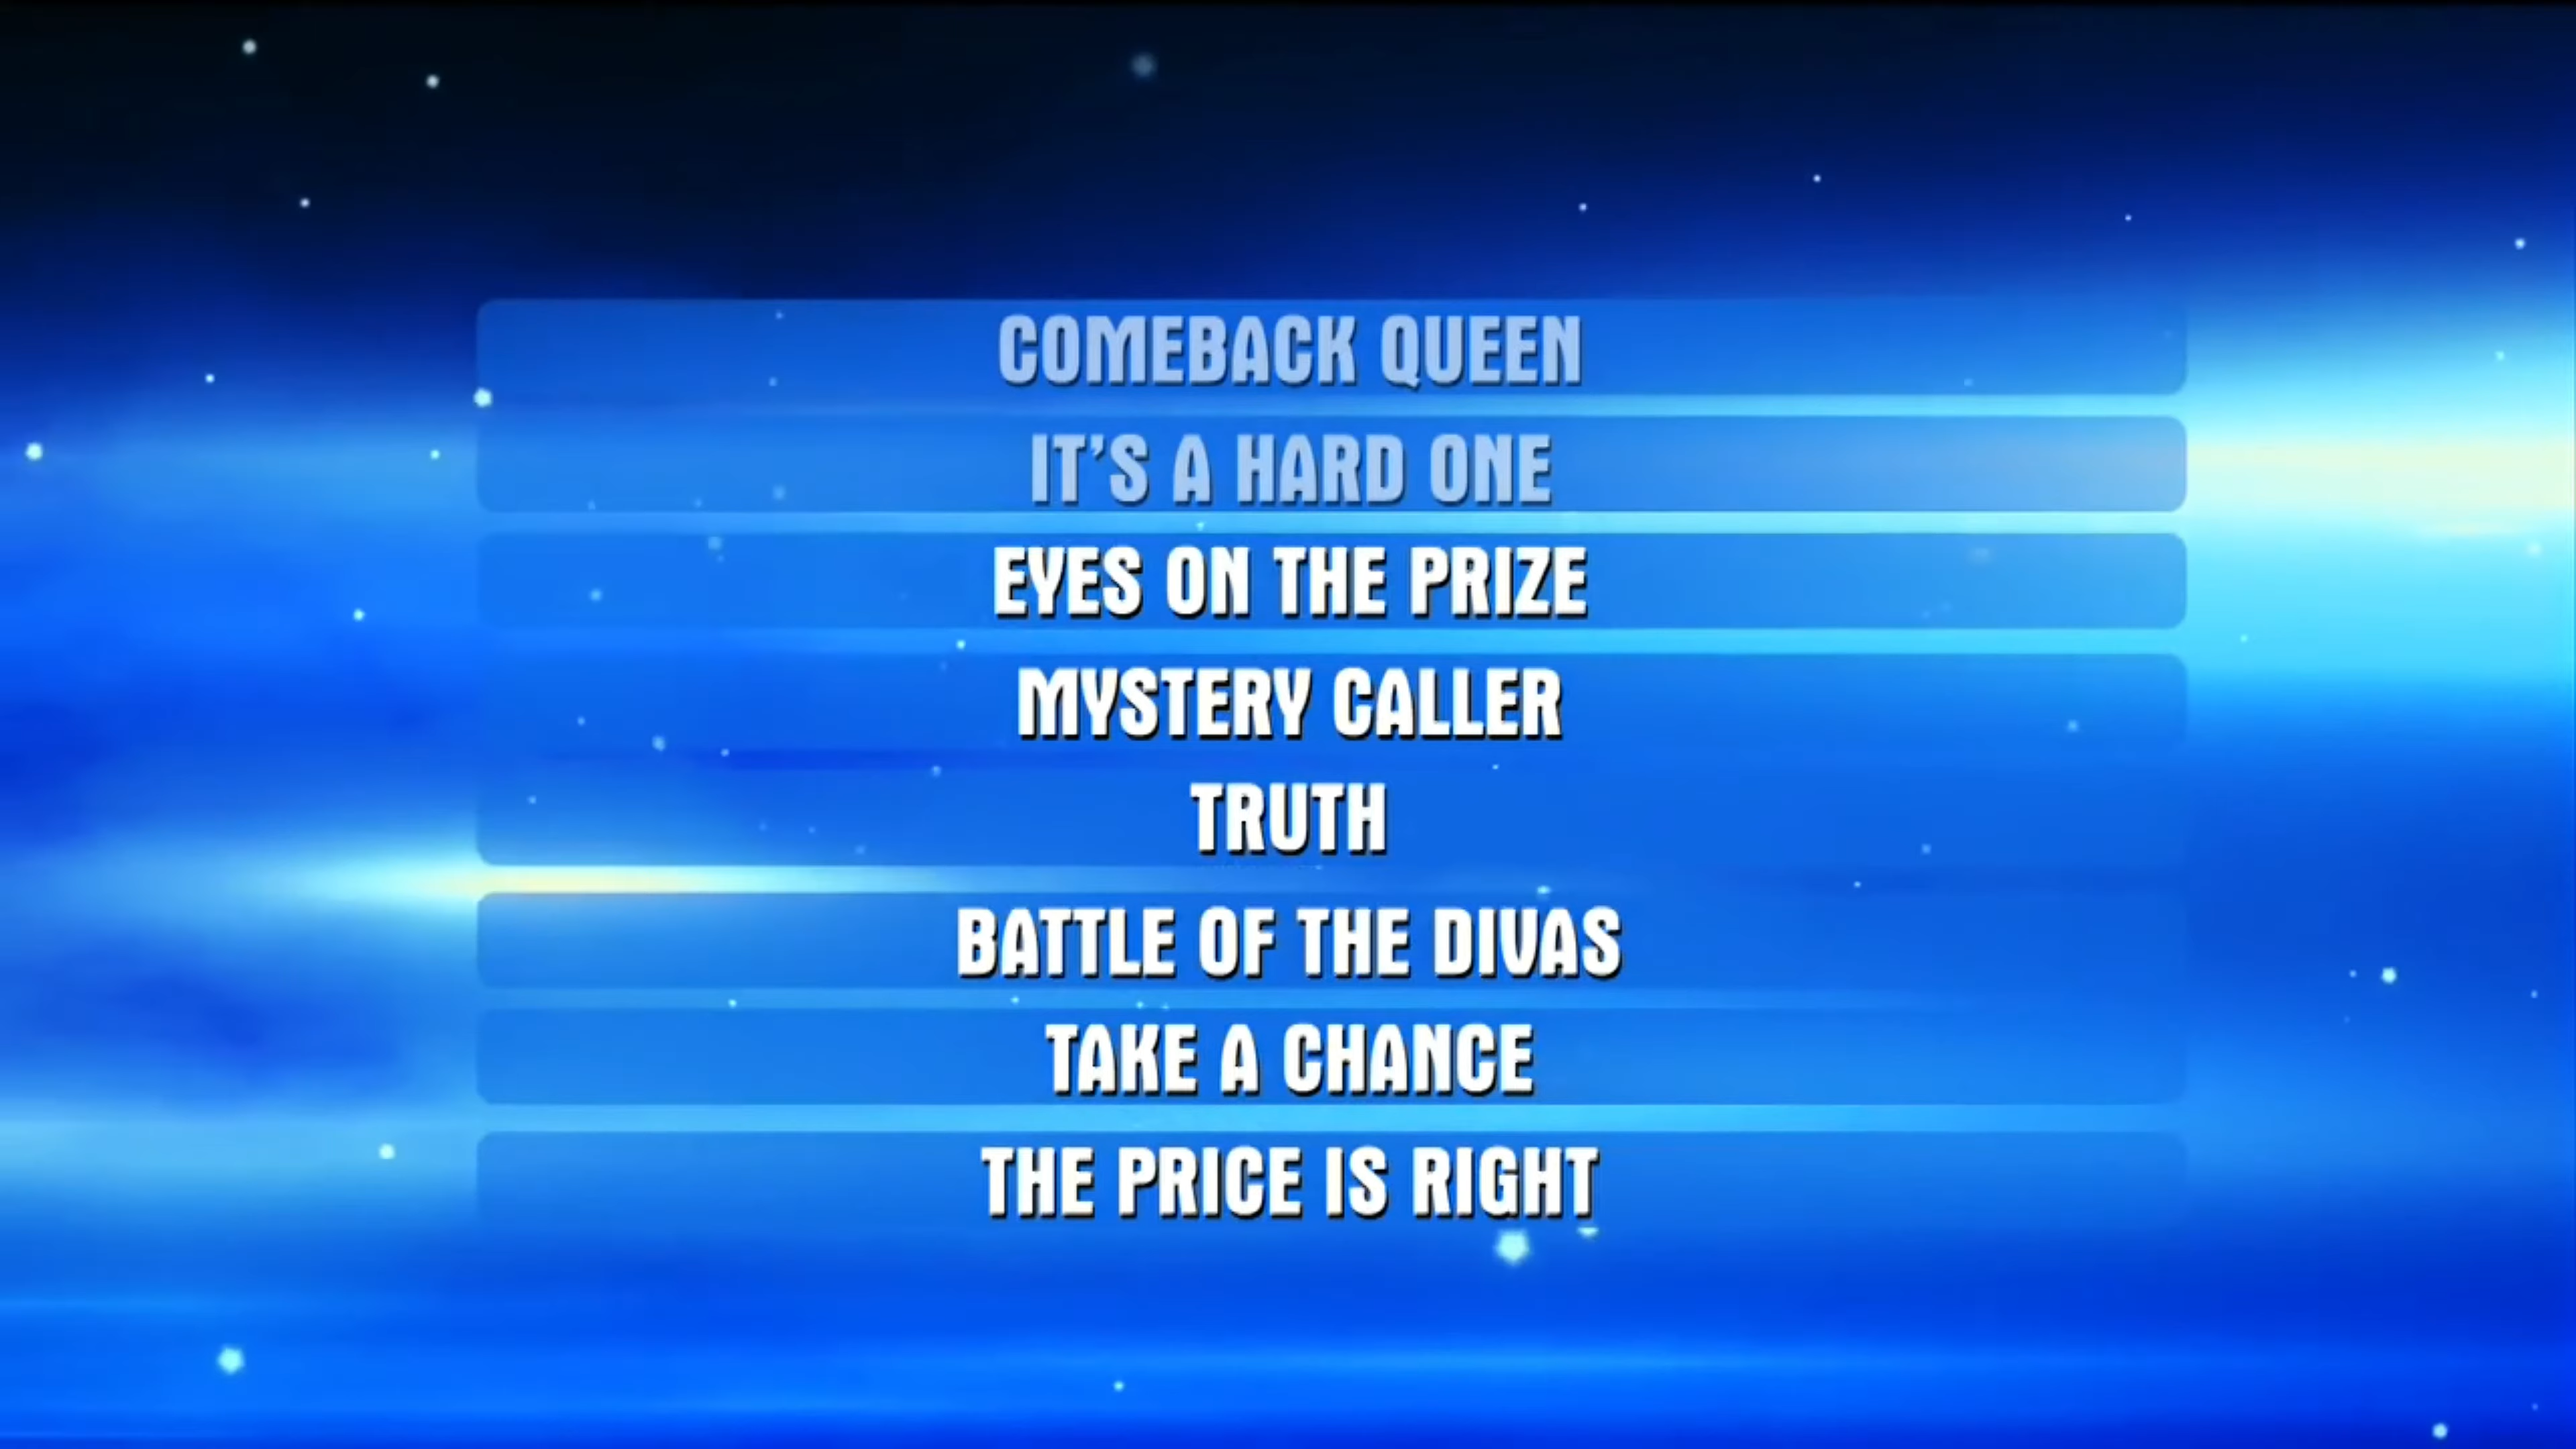 COMEBACK QUEEN
IT'S A HARD ONE
EYES ON THE PRIZE
MYSTERY CALLER
TRUTH
BATTLE OF THE DIVAS
TAKE A CHANCE
THE PRICE IS RIGHT